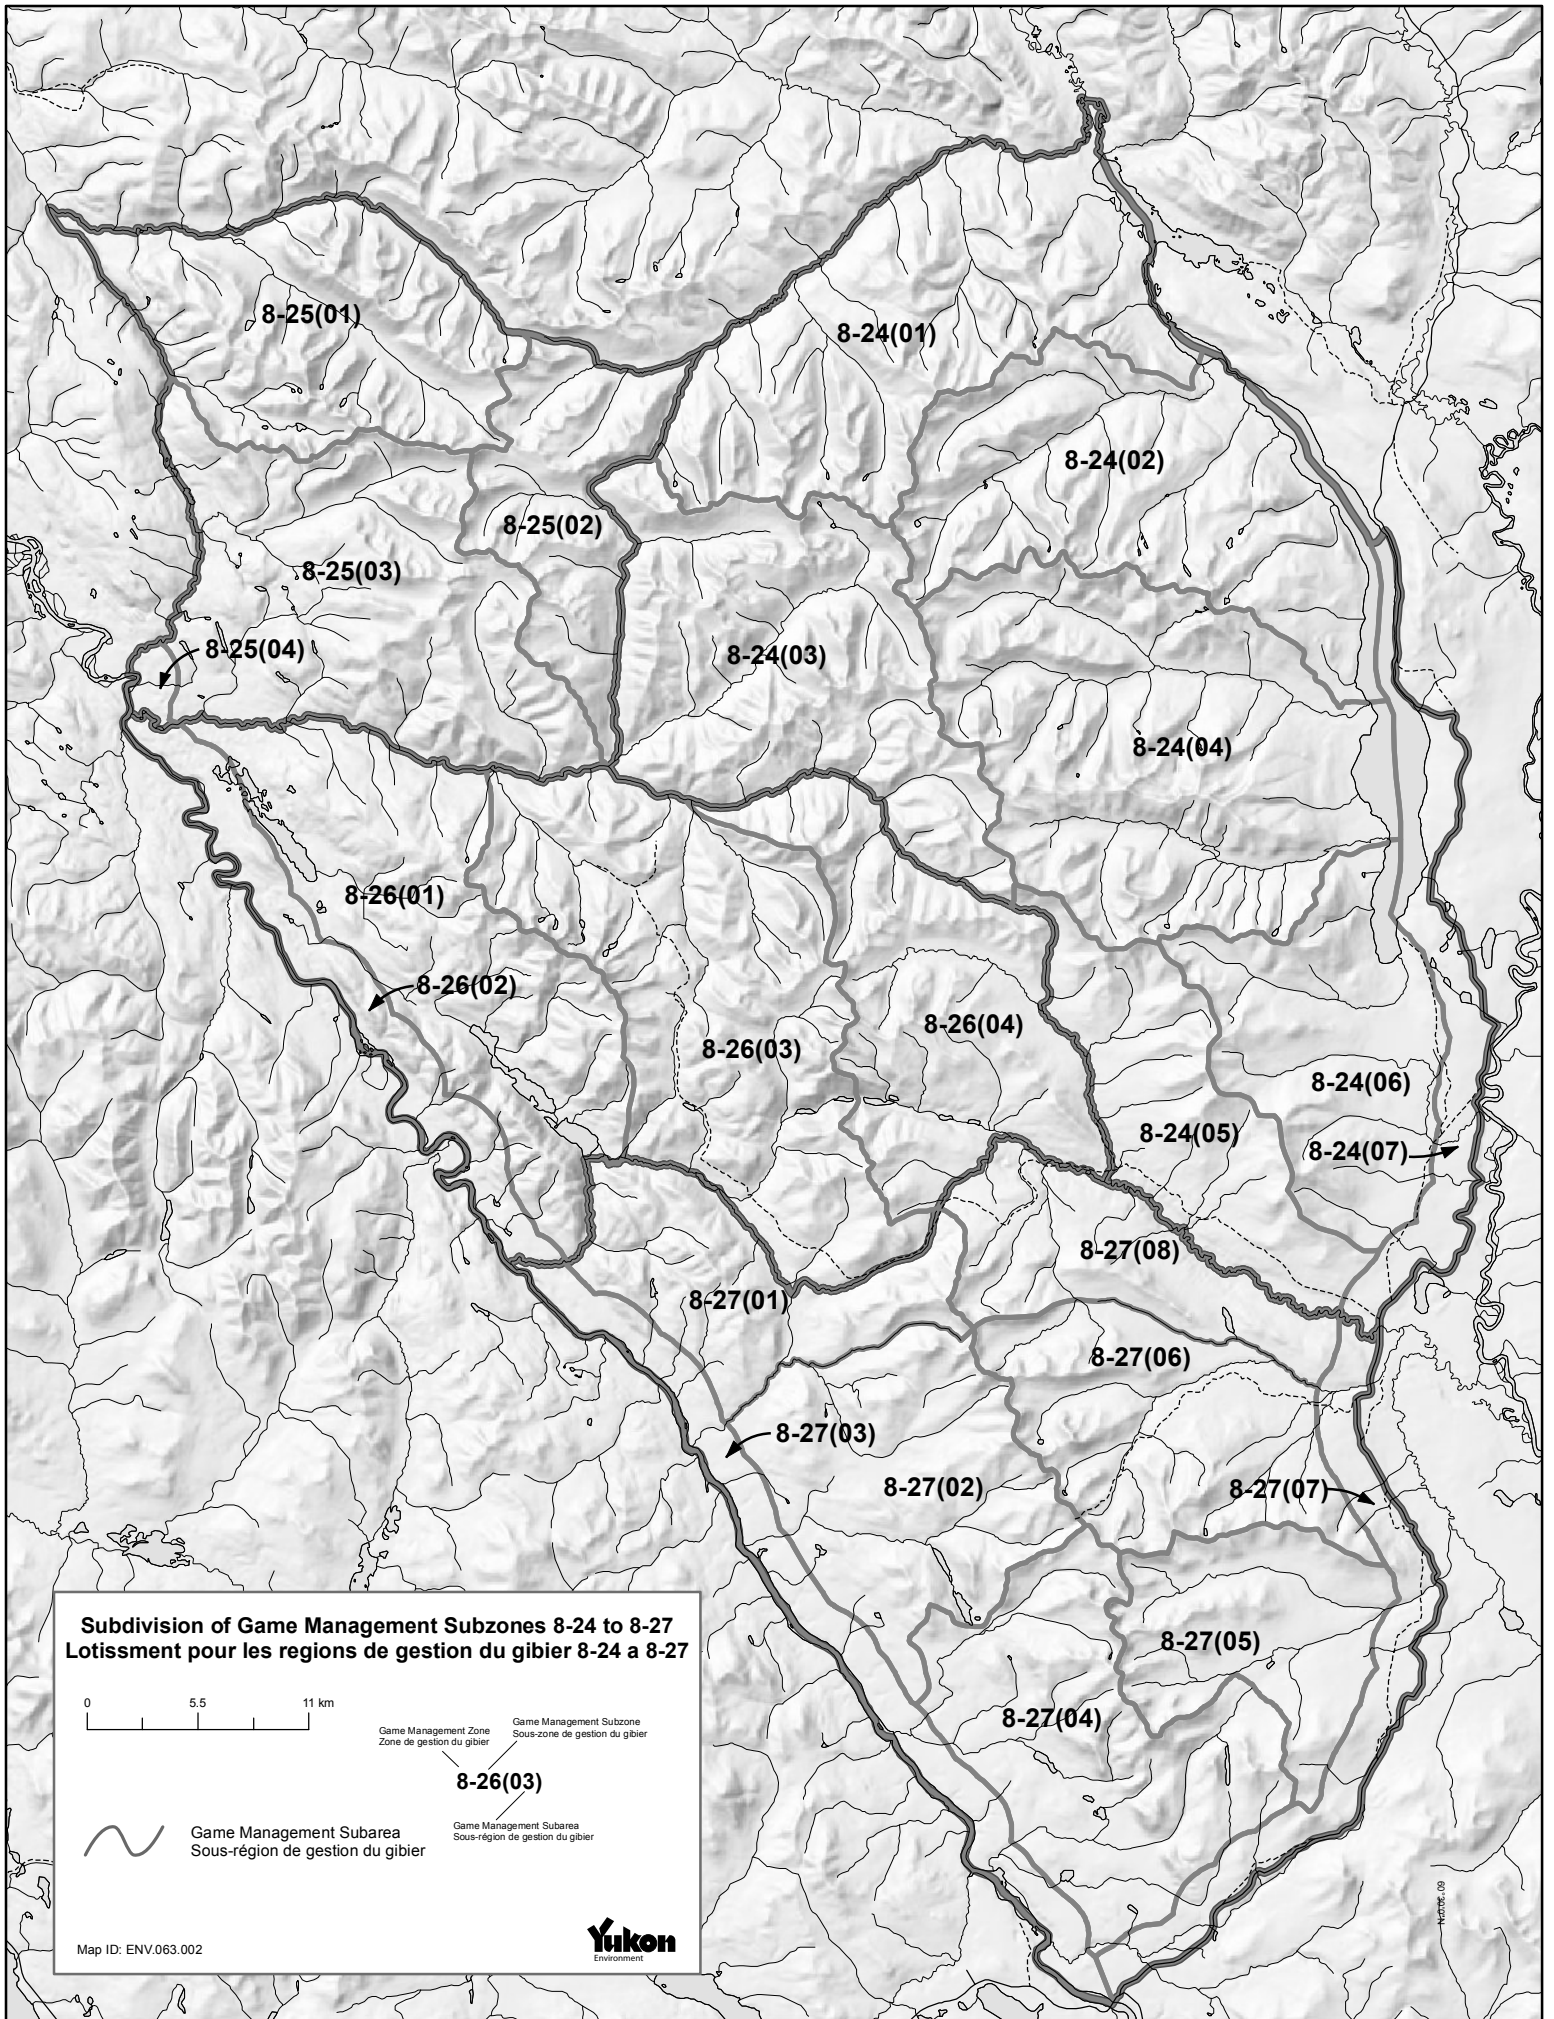 8-25(01)
8-24(01)
8-24(02)
8-25(02)
8-25(03)
8-25(04)
8-24(03)
8-24(04)
8-26(01)
8-26(02)
8-26(04)
8-26(03)
8-24(06)
8-24(05)
8-24(07)
8-27(08)
8-27(01)
8-27(06)
8-27(03)
8-27(02)
8-27(07)
8-27(05)
8-27(04)
Subdivision of Game Management Subzones 8-24 to 8-27
Lotissment pour les regions de gestion du gibier 8-24 a 8-27
0 5.5 11 km
Game Management Zone
Zone de gestion du gibier
Game Management Subzone
Sous-zone de gestion du gibier
8-26(03)
Game Management Subarea
Sous-région de gestion du gibier
Game Management Subarea
Sous-région de gestion du gibier
Map ID: ENV.063.002
Yukon
Environment
60°30'0"N